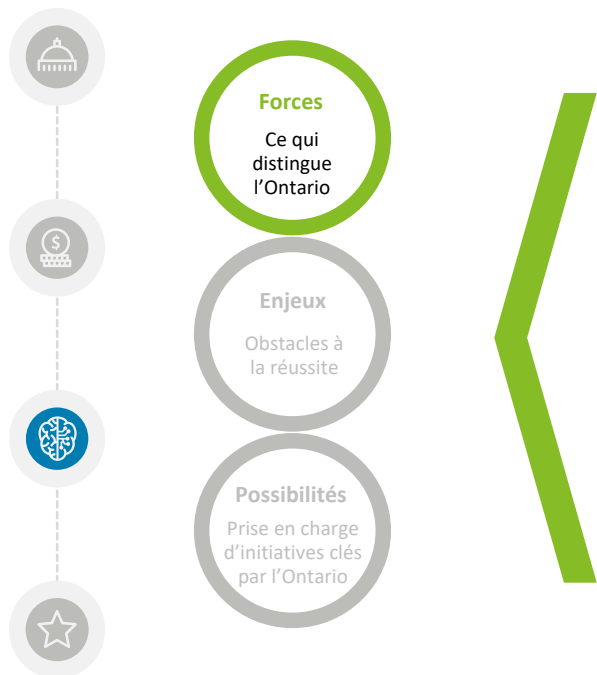 Forces
Ce qui
distingue
l’Ontario
$
Enjeux
Obstacles à
la réussite
Possibilités
Prise en charge
d’initiatives clés
par l’Ontario